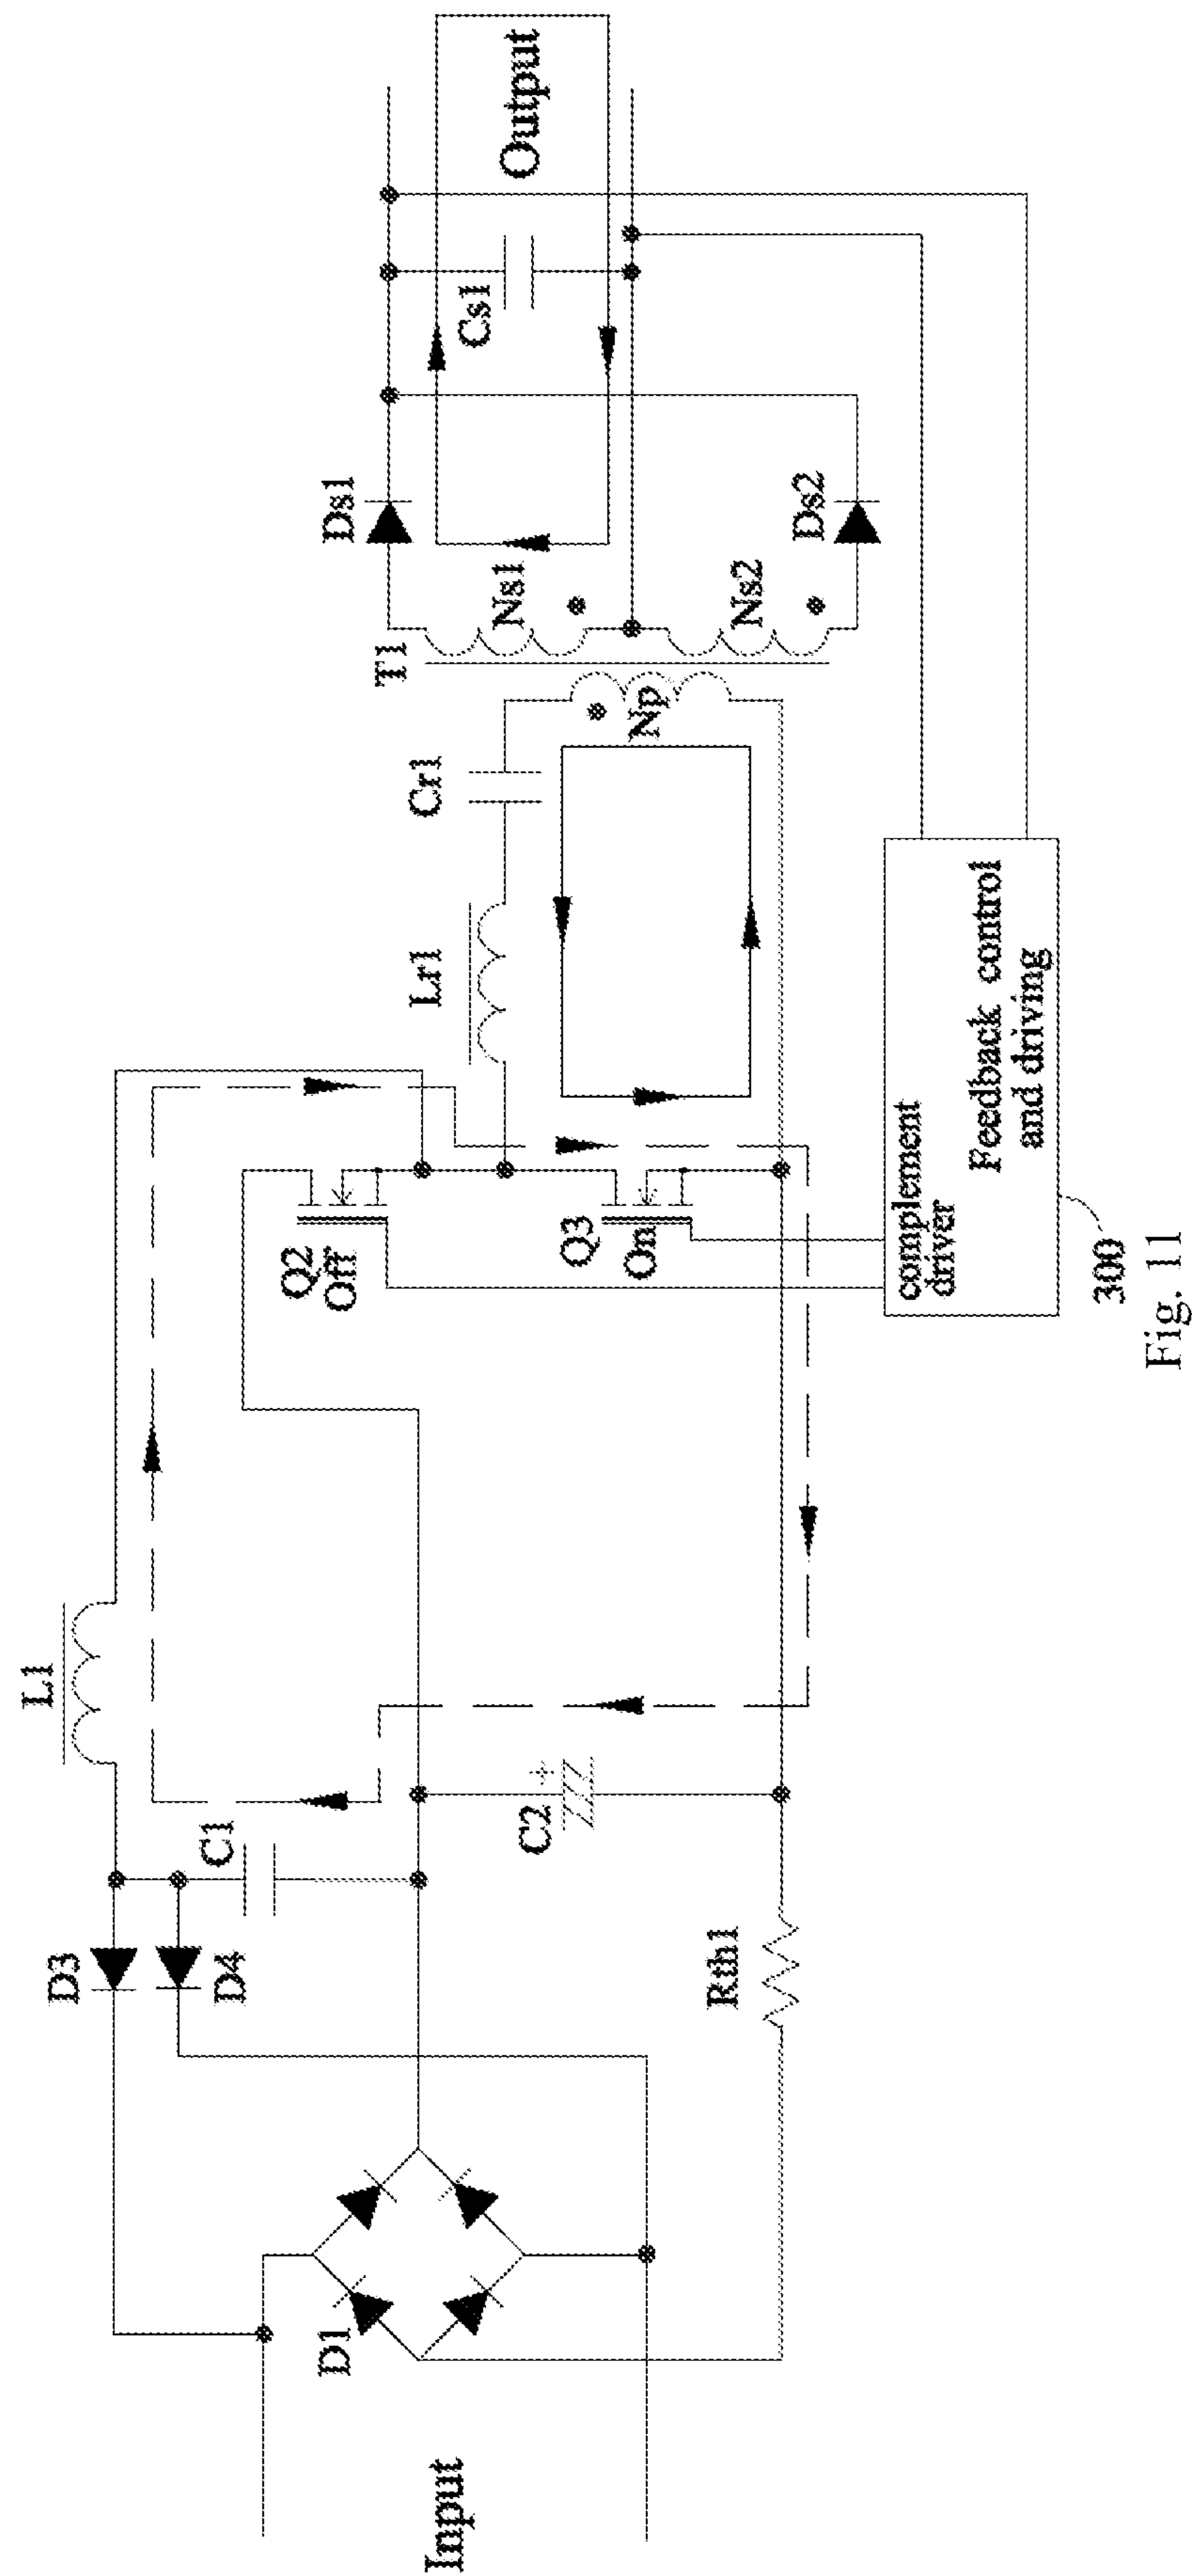 L1
D3
D4
C1
D1
Input
C2
Rth1
Q2
Off
Q3
On
Lr1
Cr1
T1
Np
Ns1
Ns2
Ds1
Ds2
Cs1
Output
complement
driver
Feedback control
and driving
300
Fig. 11